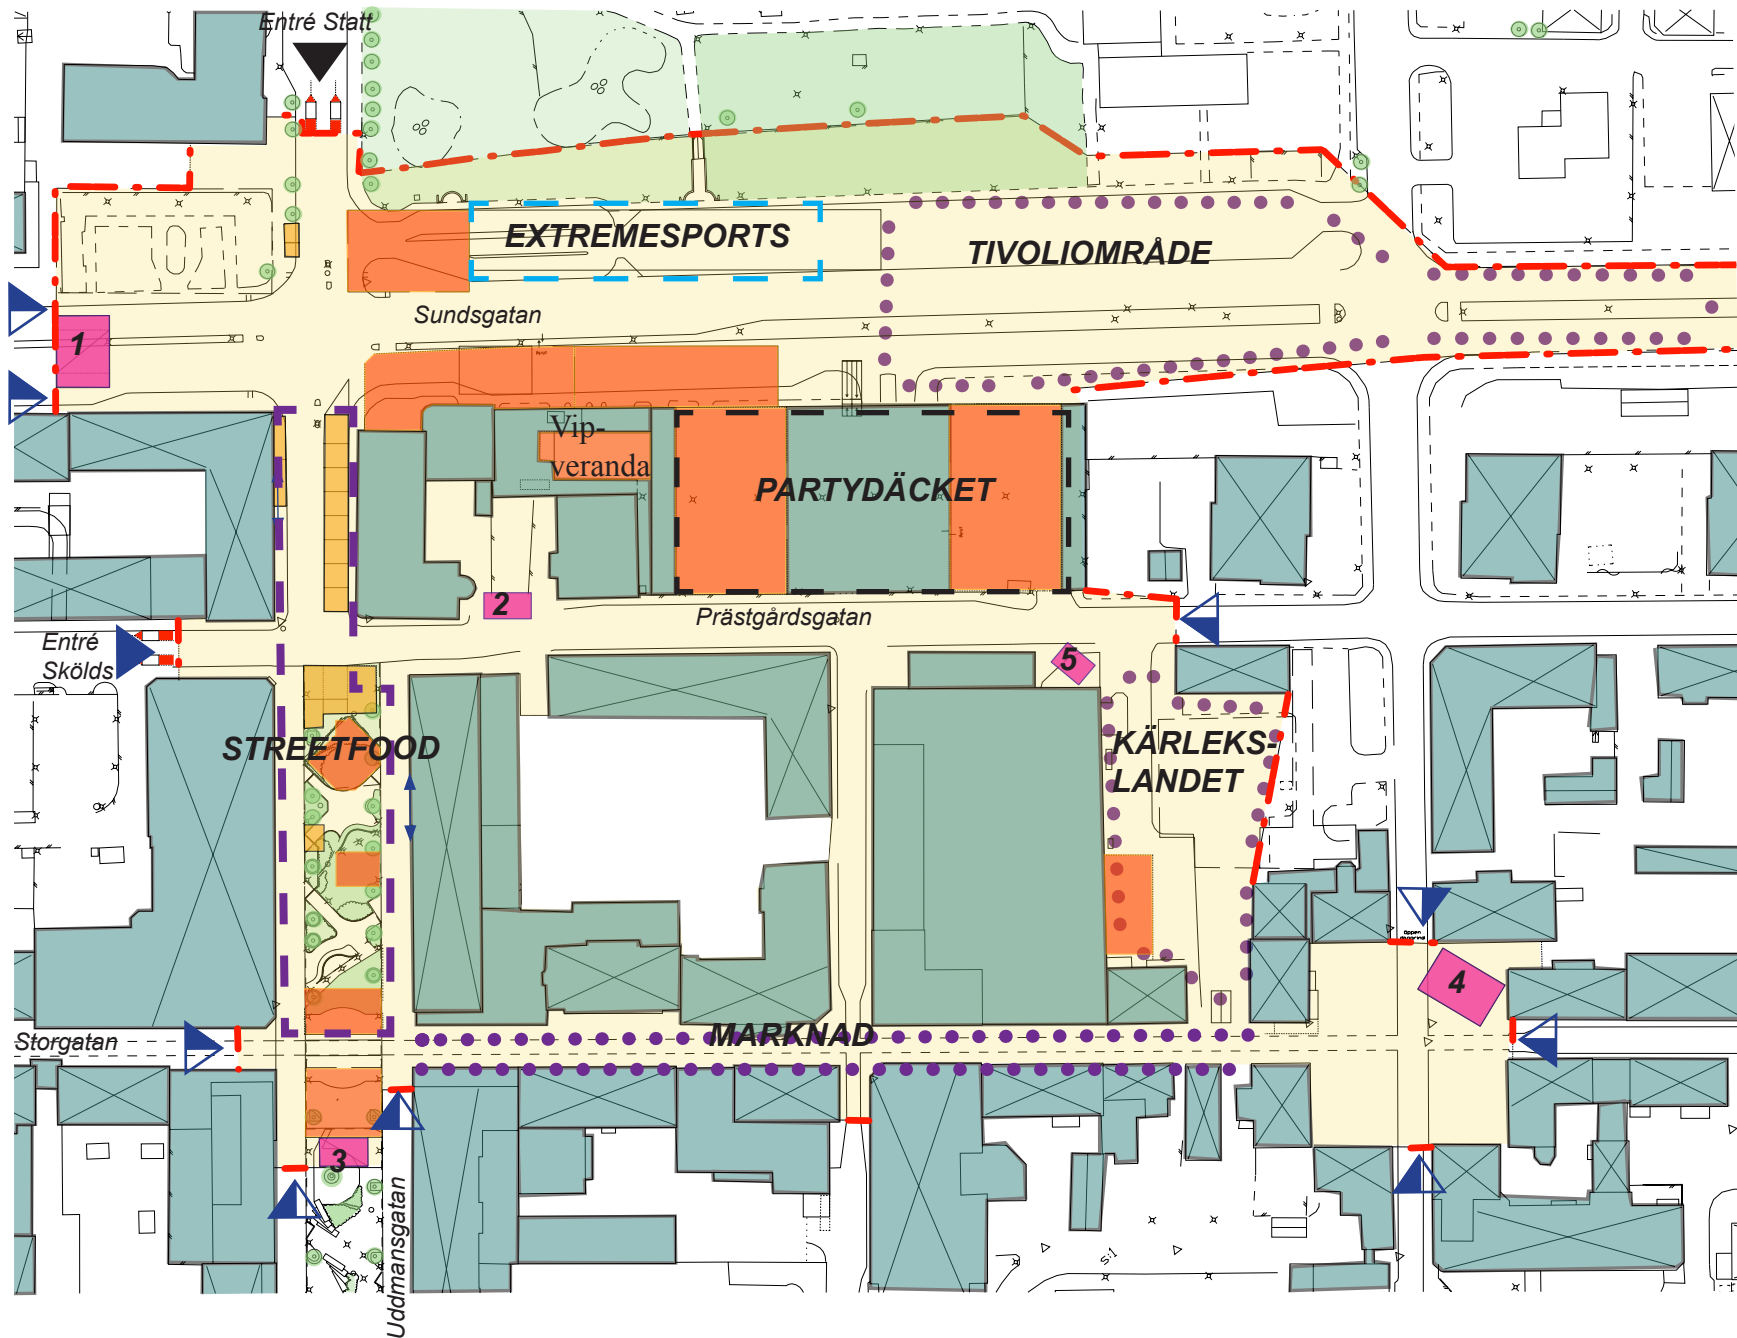 Entré Statt
EXTREMESPORTS
TIVOLIOMRÅDE
Sundsgatan
1
Vip-
veranda
PARTYDÄCKET
2
Prästgårdsgatan
Entré
Skölds
5
STREETFOOD
KÄRLEKS-
LANDET
4
MARKNAD
Storgatan
3
Uddmansgatan
S:1